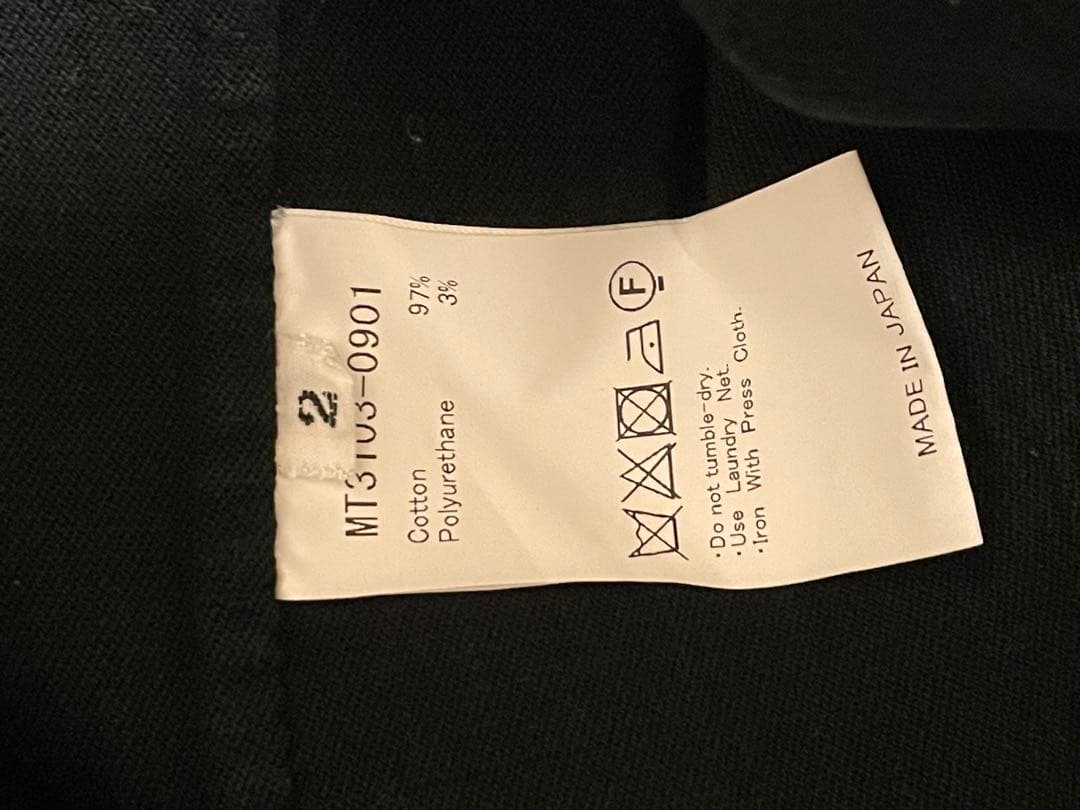 2
MT3103-0901
Cotton 97%
Polyurethane 3%
F
・Do not tumble-dry.
・Use Laundry Net.
・Iron With Press Cloth.
MADE IN JAPAN